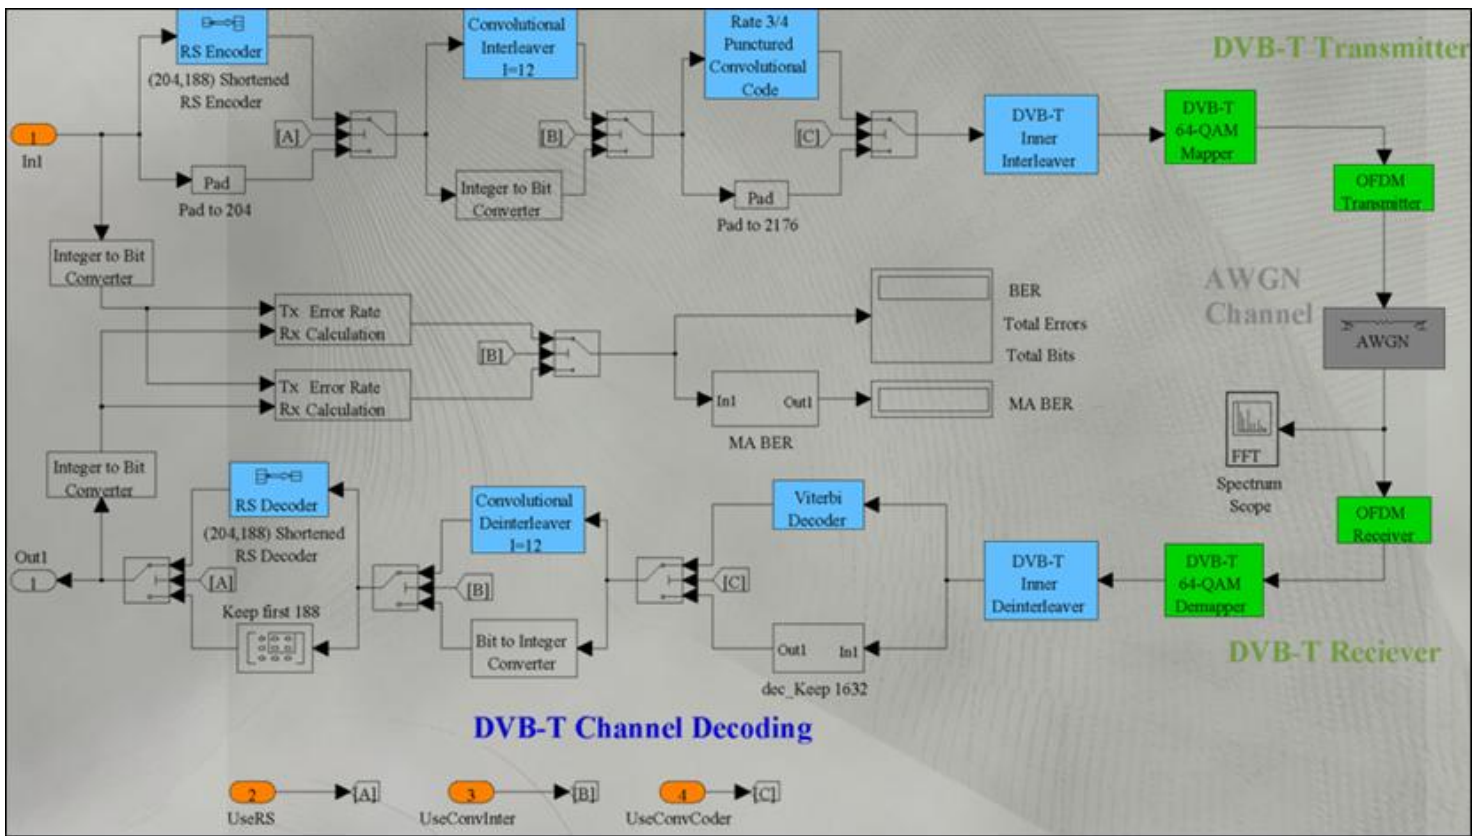 RS Encoder
(204,188) Shortened
RS Encoder
Convolutional
Interleaver
I=12
Rate 3/4
Punctured
Convolutional
Code
DVB-T Transmitter
1
In1
[A]
Pad
Pad to 204
[B]
Integer to Bit
Converter
[C]
Pad
Pad to 2176
DVB-T
Inner
Interleaver
DVB-T
64-QAM
Mapper
OFDM
Transmitter
Integer to Bit
Converter
Tx Error Rate
Rx Calculation
Tx Error Rate
Rx Calculation
[B]
BER
Total Errors
Total Bits
In1 Out1
MA BER
MA BER
AWGN
Channel
AWGN
FFT
Spectrum
Scope
Integer to Bit
Converter
RS Decoder
(204,188) Shortened
RS Decoder
Convolutional
Deinterleaver
I=12
Viterbi
Decoder
OFDM
Receiver
Out1
1
[A]
Keep first 188
[B]
Bit to Integer
Converter
[C]
Out1 In1
dec_Keep 1632
DVB-T
Inner
Deinterleaver
DVB-T
64-QAM
Demapper
DVB-T Reciever
DVB-T Channel Decoding
2
UseRS
[A]
3
UseConvInter
[B]
4
UseConvCoder
[C]